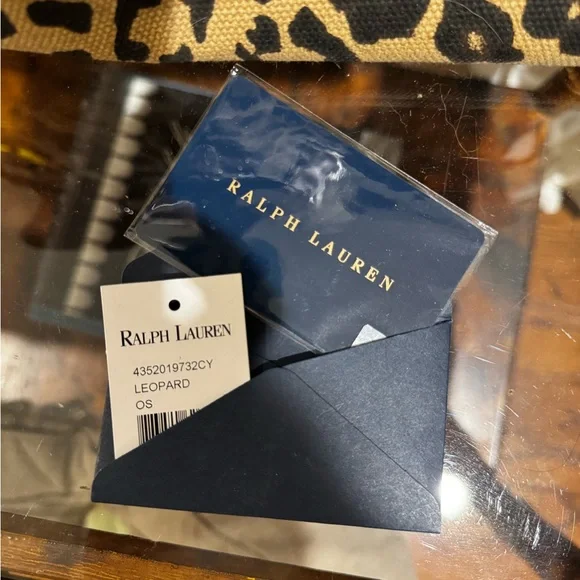 RALPH LAUREN
RALPH LAUREN
4352019732CY
LEOPARD
OS